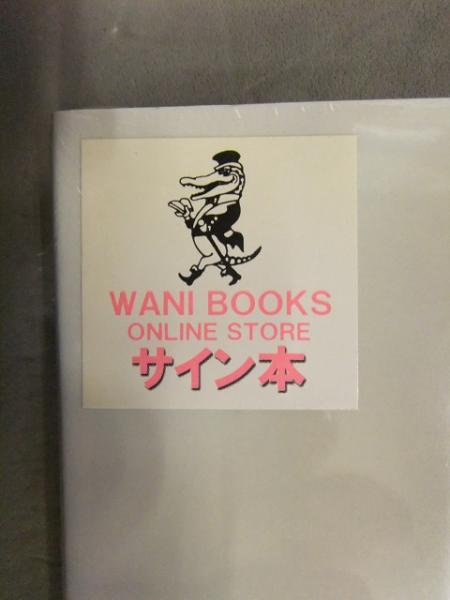 WANI BOOKS
ONLINE STORE
サイン本